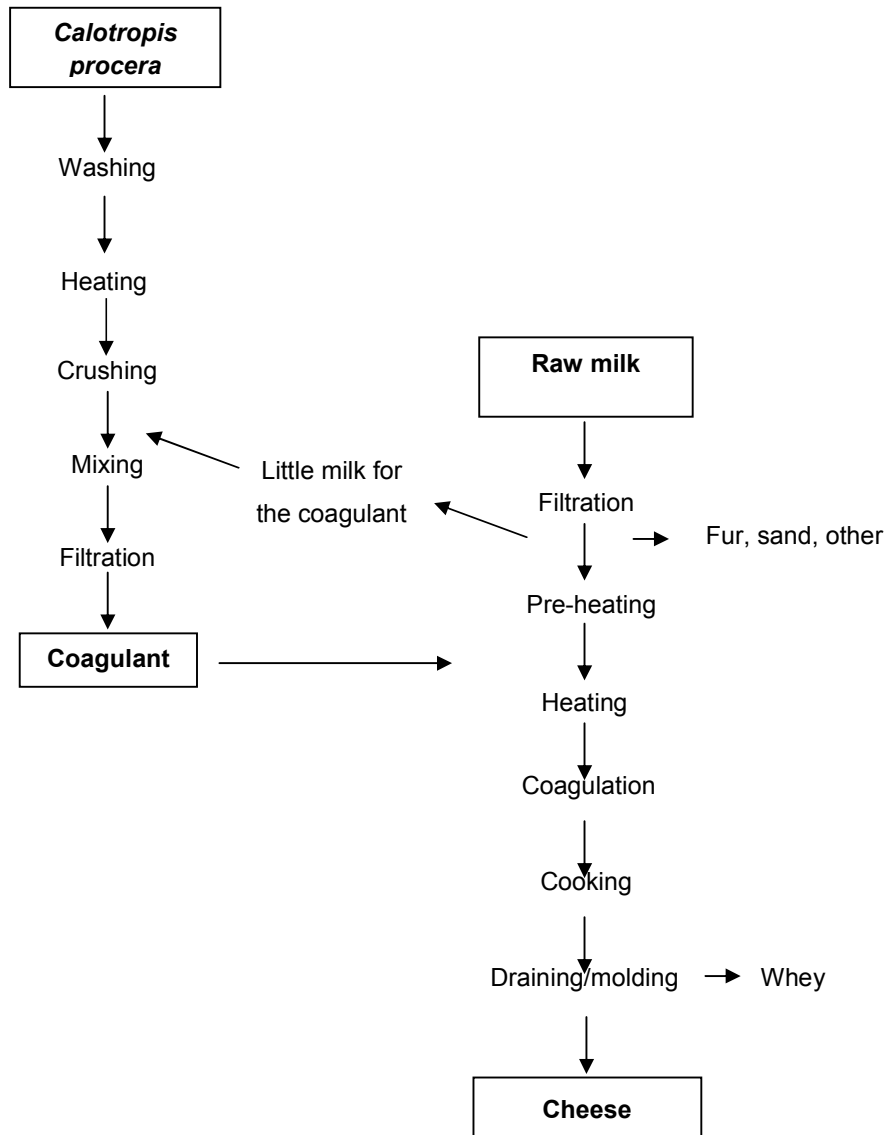 Calotropis
procera
Washing
Heating
Crushing
Mixing
Filtration
Coagulant
Little milk for
the coagulant
Raw milk
Filtration
Fur, sand, other
Pre-heating
Heating
Coagulation
Cooking
Draining/molding
Whey
Cheese